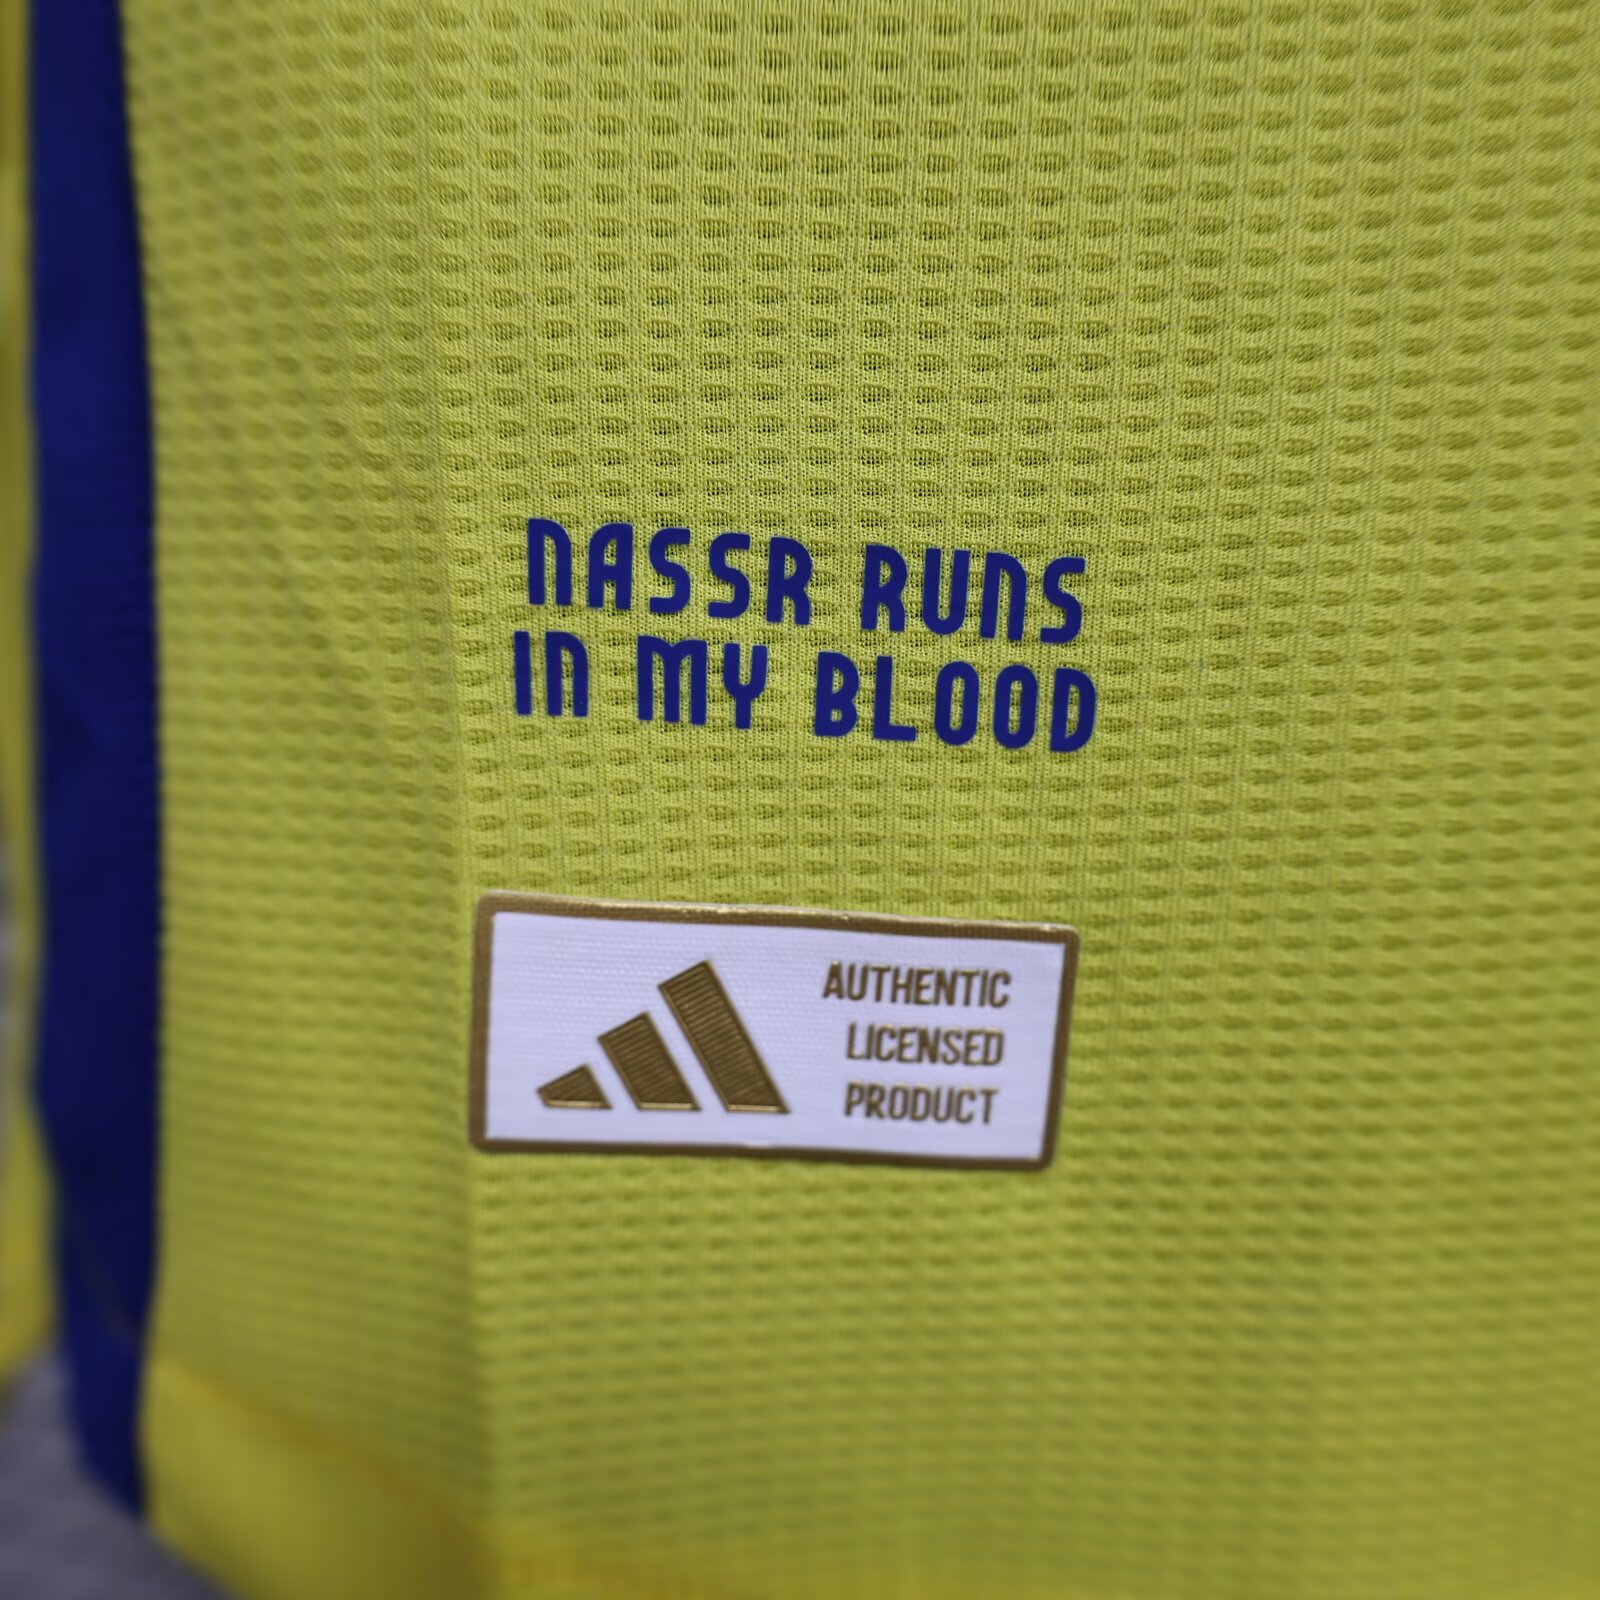 NASSR RUNS
IN MY BLOOD
AUTHENTIC
LICENSED
PRODUCT